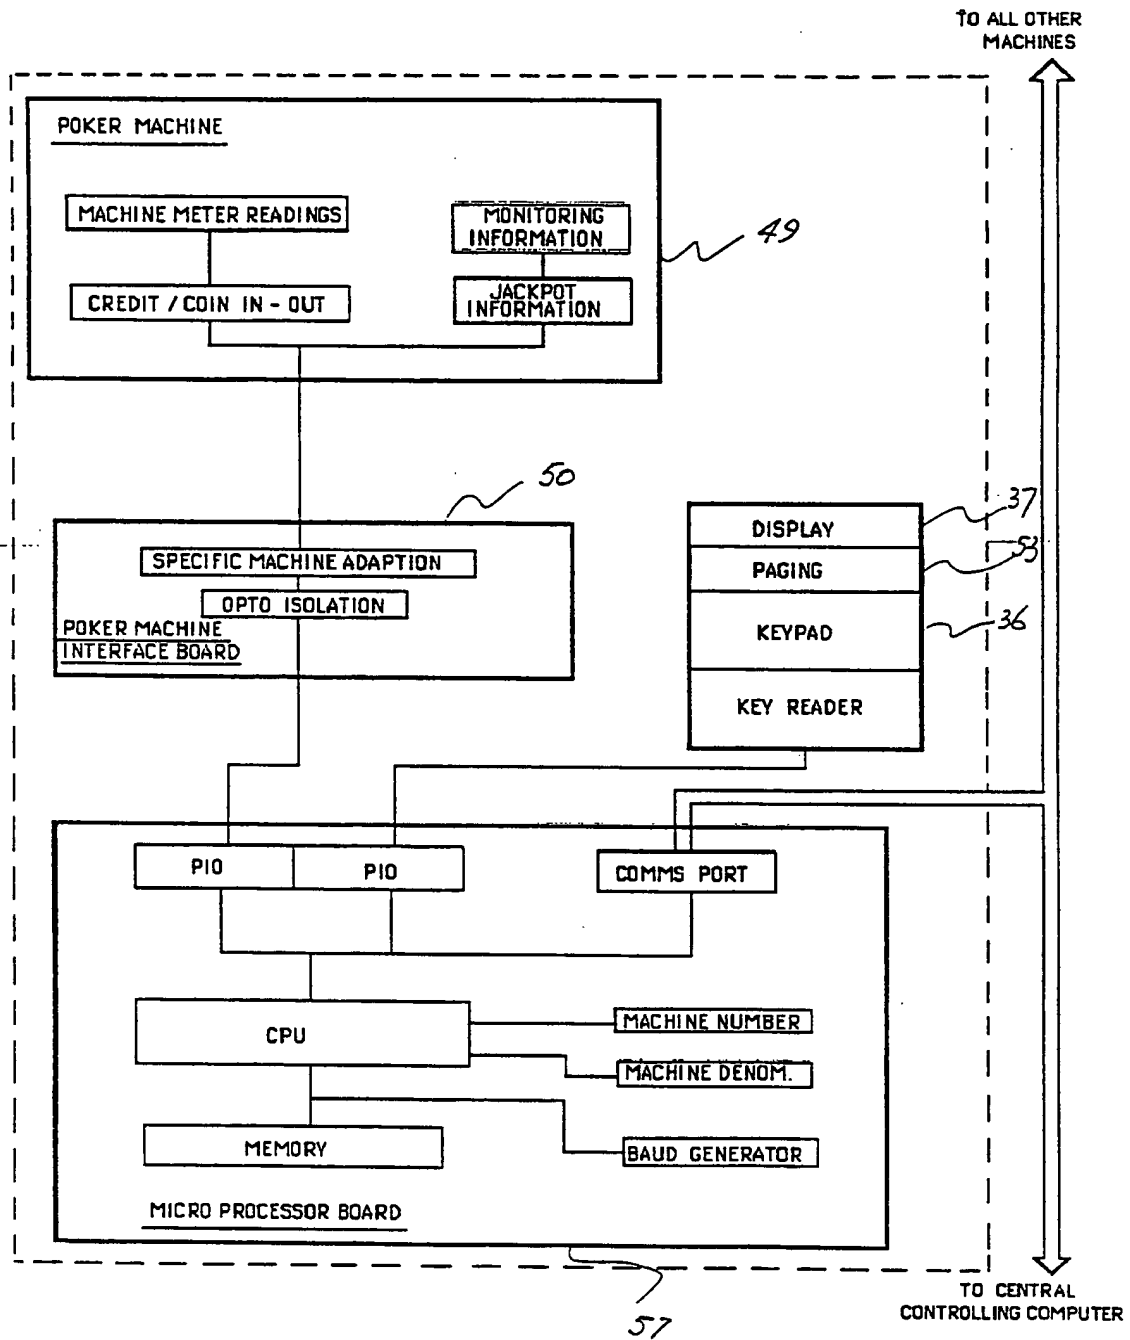 TO ALL OTHER
MACHINES
POKER MACHINE
MACHINE METER READINGS
MONITORING
INFORMATION
49
CREDIT / COIN IN - OUT
JACKPOT
INFORMATION
50
SPECIFIC MACHINE ADAPTION
OPTO ISOLATION
POKER MACHINE
INTERFACE BOARD
DISPLAY
37
PAGING
53
KEYPAD
36
KEY READER
PIO
PIO
COMMS PORT
CPU
MACHINE NUMBER
MACHINE DENOM.
MEMORY
BAUD GENERATOR
MICRO PROCESSOR BOARD
57
TO CENTRAL
CONTROLLING COMPUTER